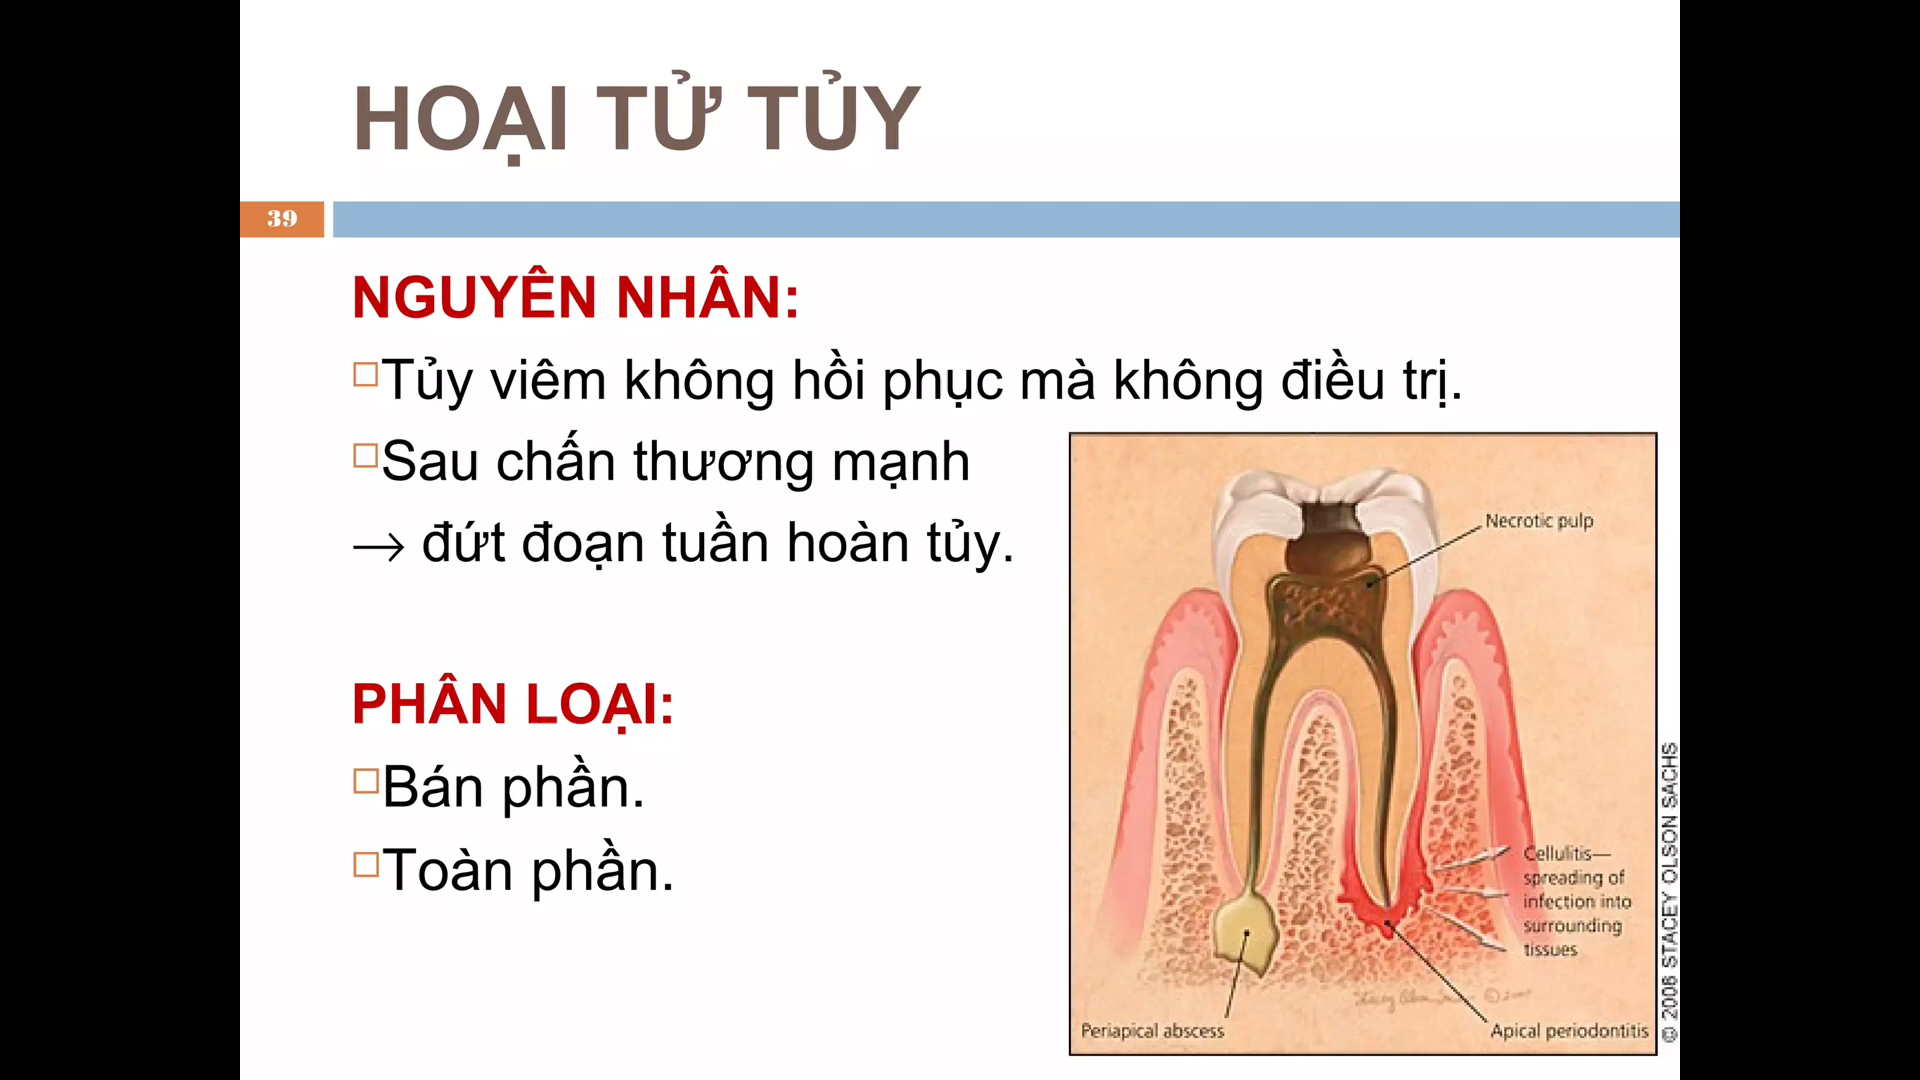 HOẠI TỬ TỦY
39
NGUYÊN NHÂN:
Tủy viêm không hồi phục mà không điều trị.
Sau chấn thương mạnh
→ đứt đoạn tuần hoàn tủy.
PHÂN LOẠI:
Bán phần.
Toàn phần.
Necrotic pulp
Cellulitis—
spreading of
infection into
surrounding
tissues
Periapical abscess
Apical periodontitis
© 2008 STACEY OLSON SACHS